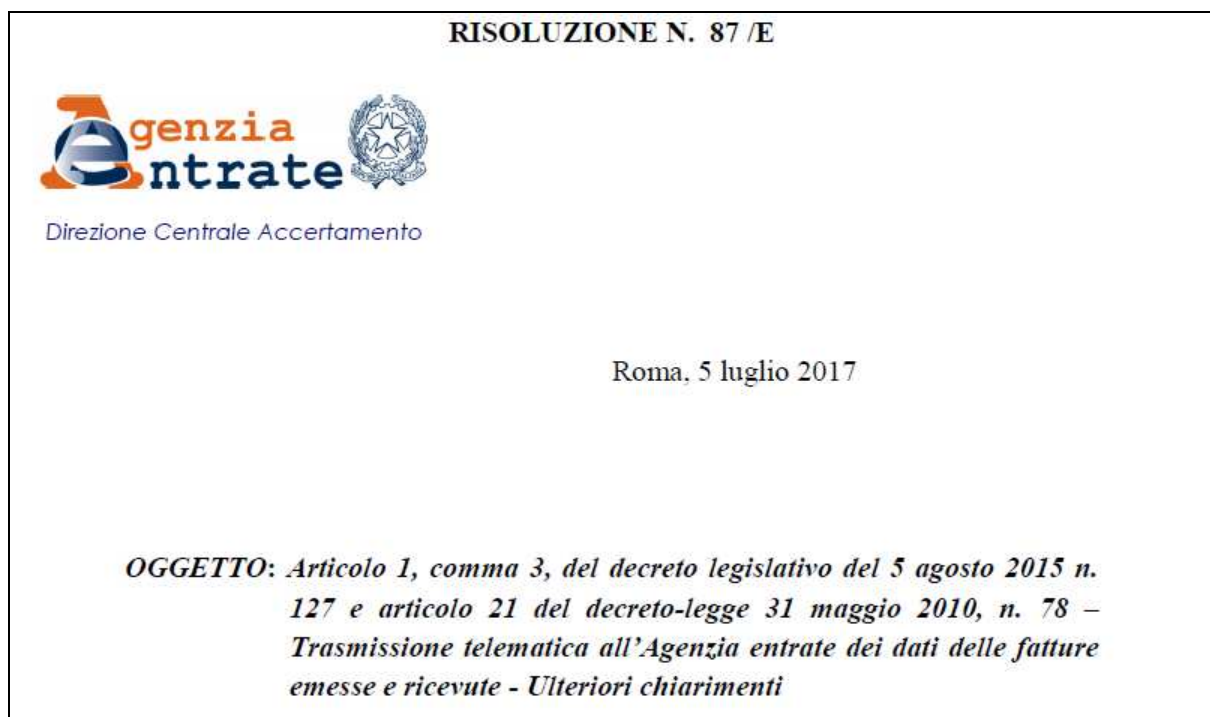 RISOLUZIONE N. 87 /E
Agenzia
Entrate
Direzione Centrale Accertamento
Roma, 5 luglio 2017
OGGETTO: Articolo 1, comma 3, del decreto legislativo del 5 agosto 2015 n.
127 e articolo 21 del decreto-legge 31 maggio 2010, n. 78 –
Trasmissione telematica all'Agenzia entrate dei dati delle fatture
emesse e ricevute - Ulteriori chiarimenti